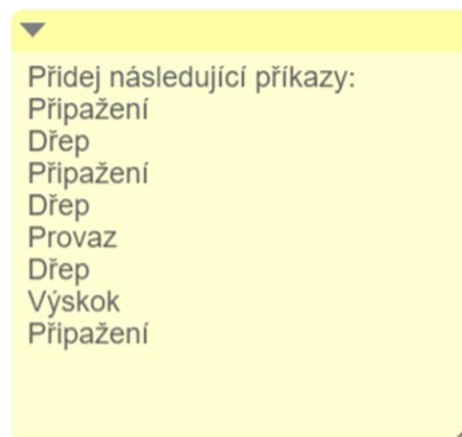 Přidej následující příkazy:
Připažení
Dřep
Připažení
Dřep
Provaz
Dřep
Výskok
Připažení